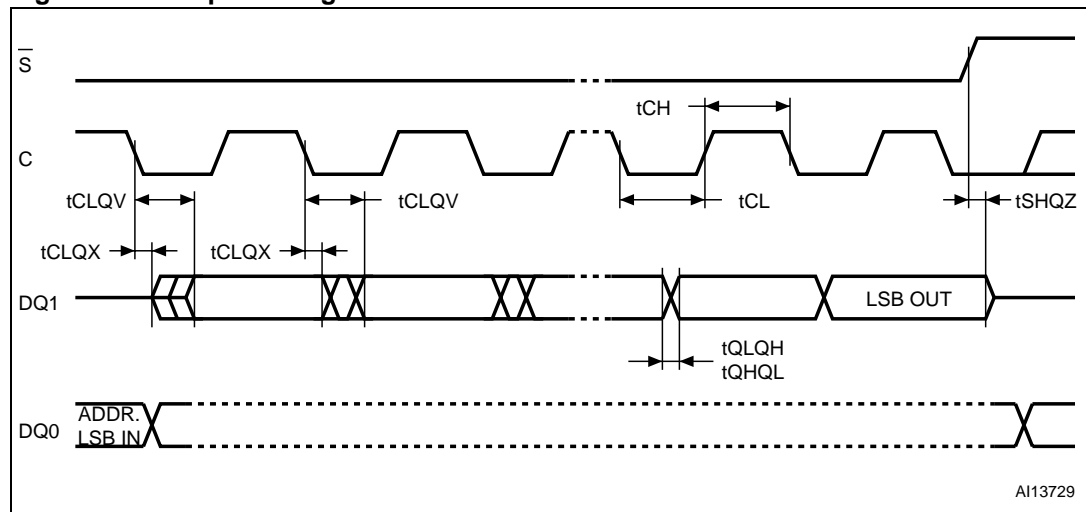 S
tCH
C
tCLQV
tCLQV
tCL
tSHQZ
tCLQX
tCLQX
DQ1
LSB OUT
tQLQH
tQHQL
ADDR.
DQ0
LSB IN
AI13729